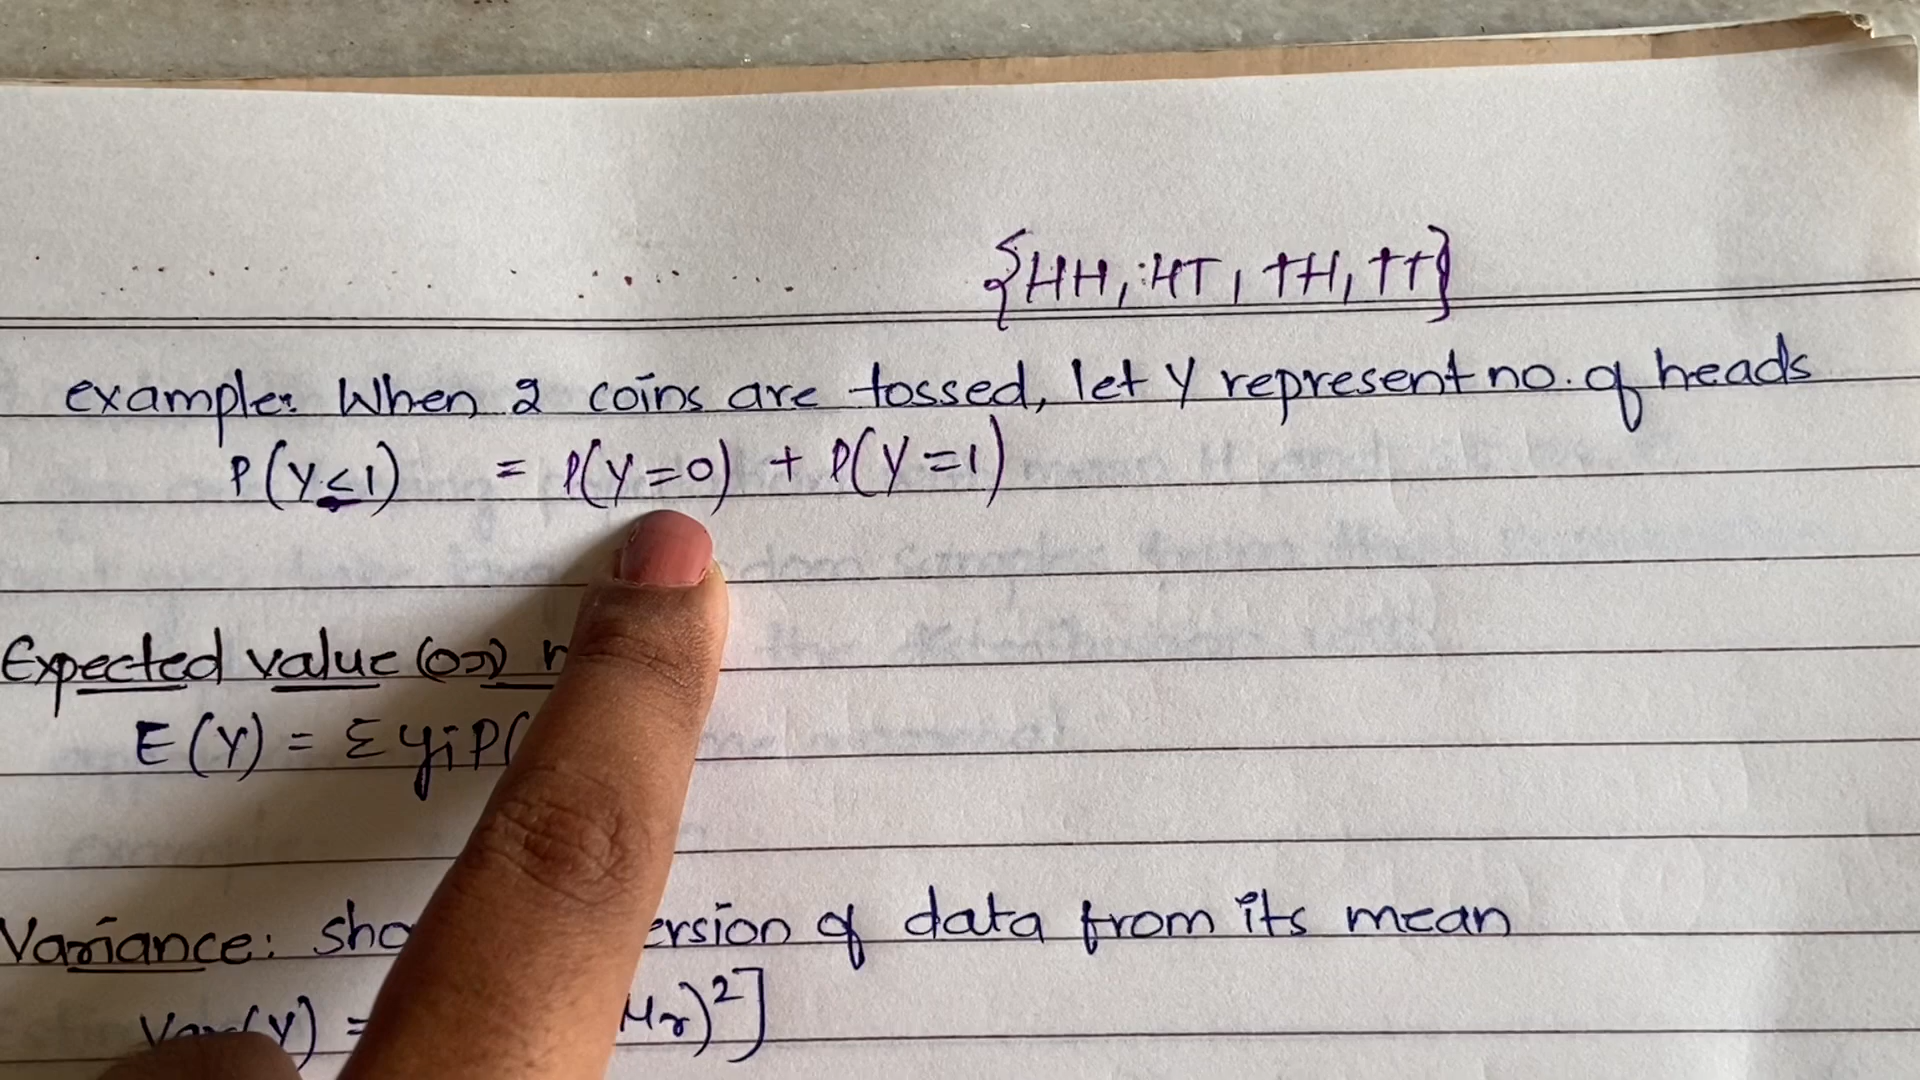 {HH, HT, TH, TT}
example: When 2 coins are tossed, let Y represent no. of heads
P(Y≤1) = P(Y=0) + P(Y=1)
Expected value (or)
E(Y) = Σ yi P(
Variance: sho ersion of data from its mean
Var(Y) = )²]